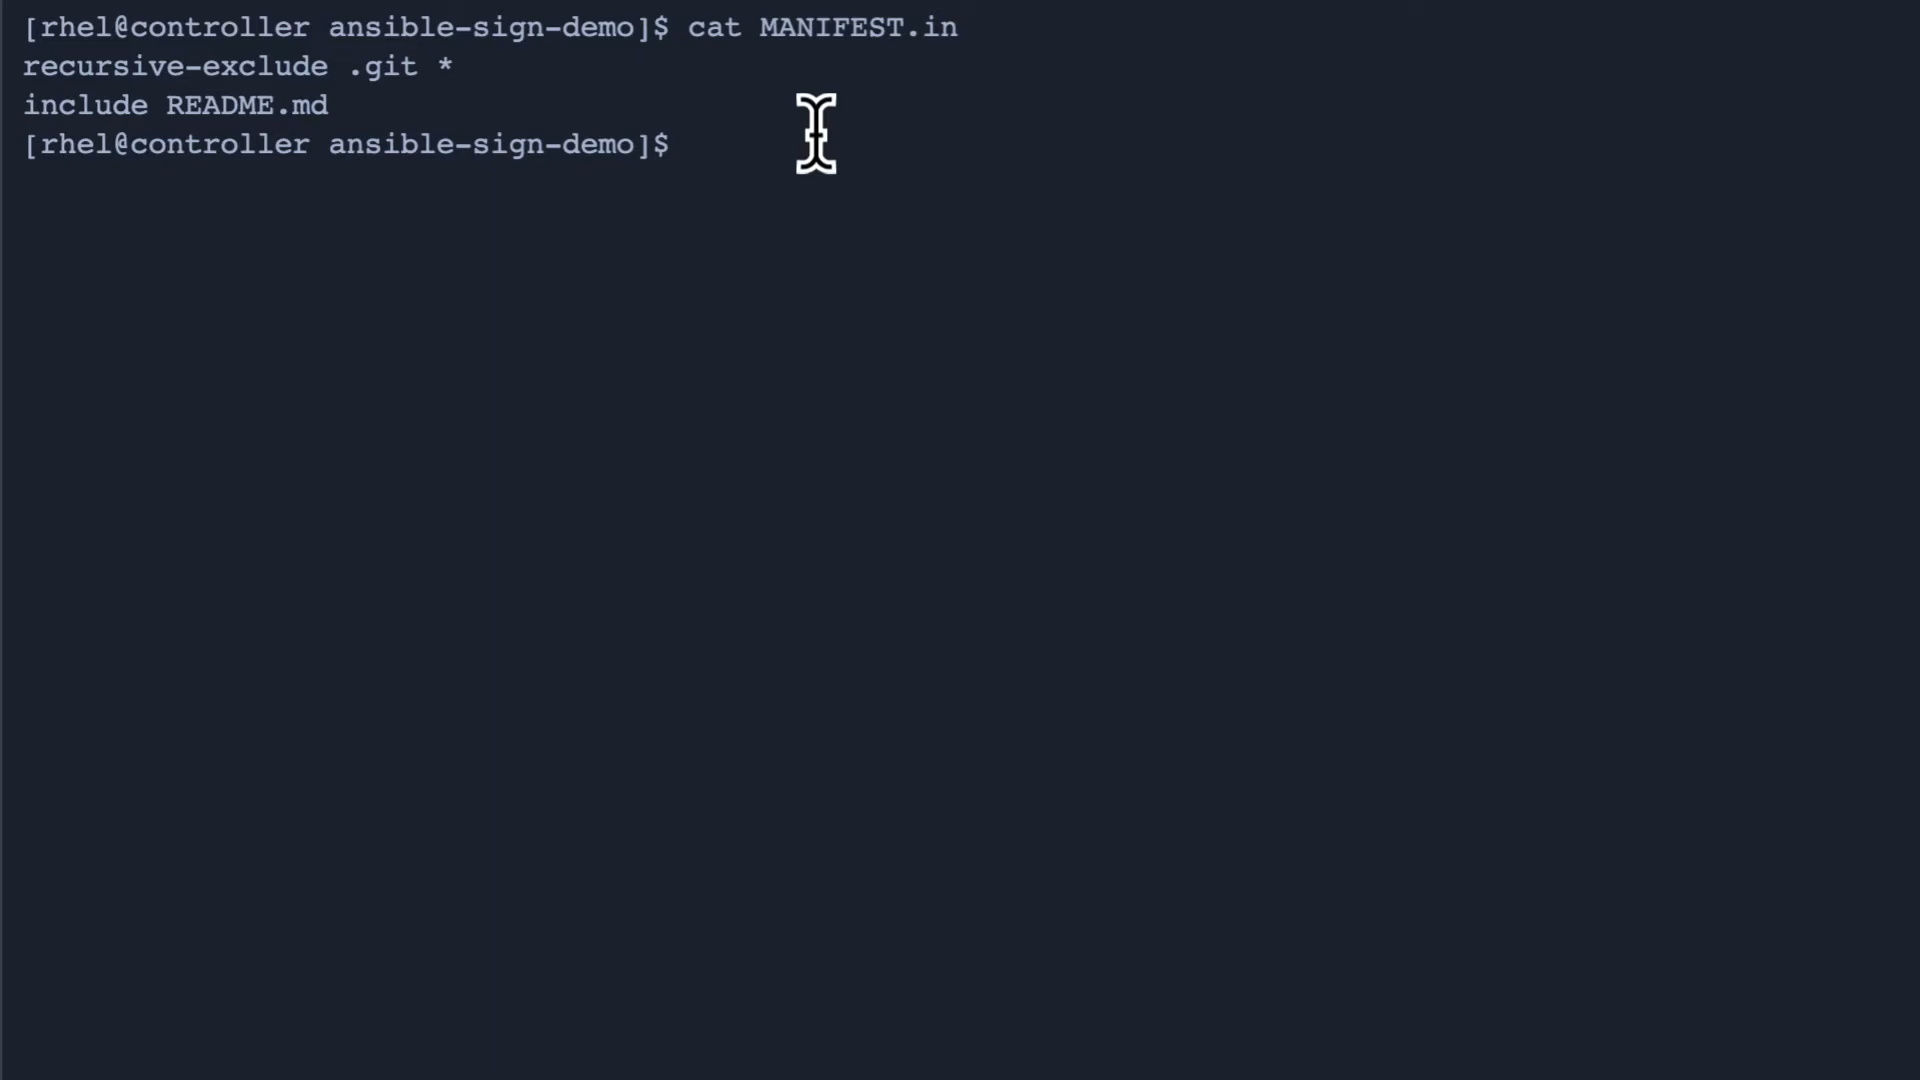 [rhel@controller ansible-sign-demo]$ cat MANIFEST.in
recursive-exclude .git *
include README.md
[rhel@controller ansible-sign-demo]$